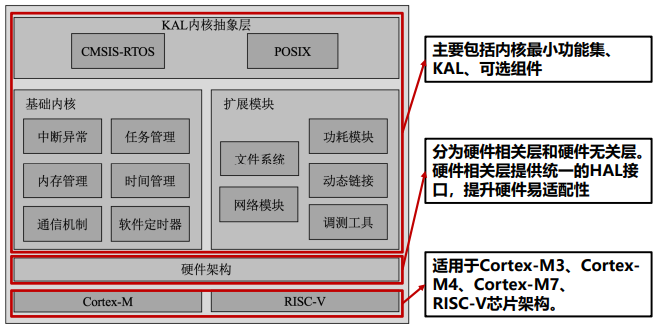 KAL内核抽象层
CMSIS-RTOS
POSIX
基础内核
中断异常
任务管理
内存管理
时间管理
通信机制
软件定时器
扩展模块
文件系统
网络模块
功耗模块
动态链接
调测工具
硬件架构
Cortex-M
RISC-V
主要包括内核最小功能集、
KAL、可选组件
分为硬件相关层和硬件无关层。
硬件相关层提供统一的HAL接
口，提升硬件易适配性
适用于Cortex-M3、Cortex-
M4、Cortex-M7、
RISC-V芯片架构。